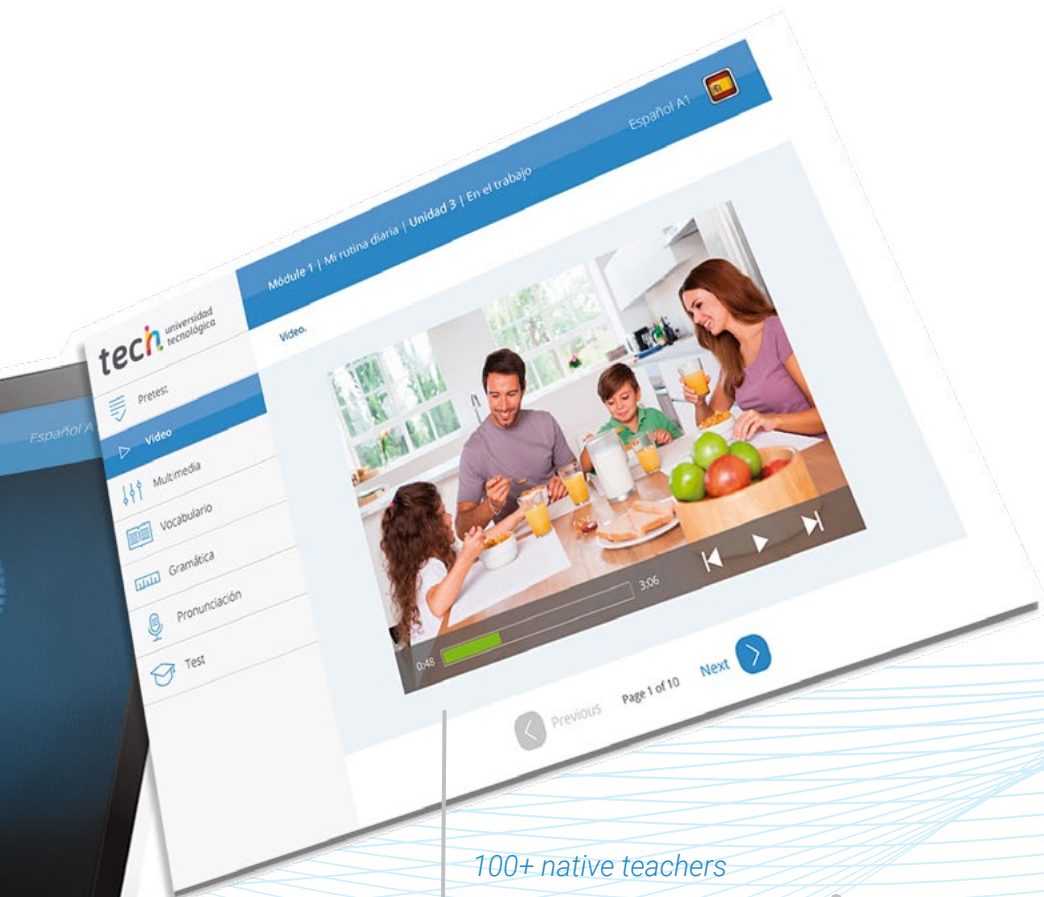 Español A1
Módule 1 | Mi rutina diaria | Unidad 3 | En el trabajo
tech universidad
tecnológica
Video.
Pretest
Video
Multimedia
Vocabulario
Gramática
Pronunciación
Test
0:48
3:06
Previous
Page 1 of 10
Next
Español A
100+ native teachers